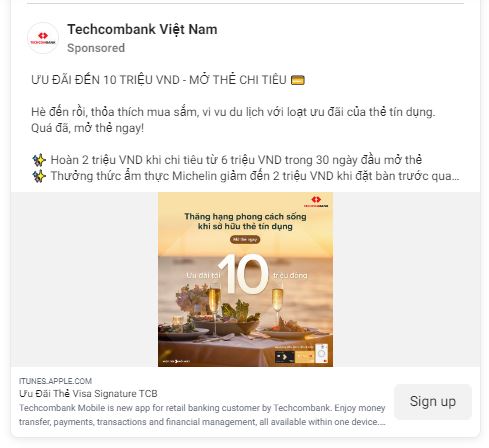 Techcombank Việt Nam
Sponsored
ƯU ĐÃI ĐẾN 10 TRIỆU VND - MỞ THẺ CHI TIÊU 💳
Hè đến rồi, thỏa thích mua sắm, vi vu du lịch với loạt ưu đãi của thẻ tín dụng.
Quá đã, mở thẻ ngay!
✨ Hoàn 2 triệu VND khi chi tiêu từ 6 triệu VND trong 30 ngày đầu mở thẻ
✨ Thưởng thức ẩm thực Michelin giảm đến 2 triệu VND khi đặt bàn trước qua...
TECHCOMBANK
Thăng hạng phong cách sống
khi sở hữu thẻ tín dụng
Mở thẻ ngay
Ưu đãi tới 10 triệu đồng
ITUNES.APPLE.COM
Ưu Đãi Thẻ Visa Signature TCB
Techcombank Mobile is new app for retail banking customer by Techcombank. Enjoy money
transfer, payments, transactions and financial management, all available within one device....
Sign up